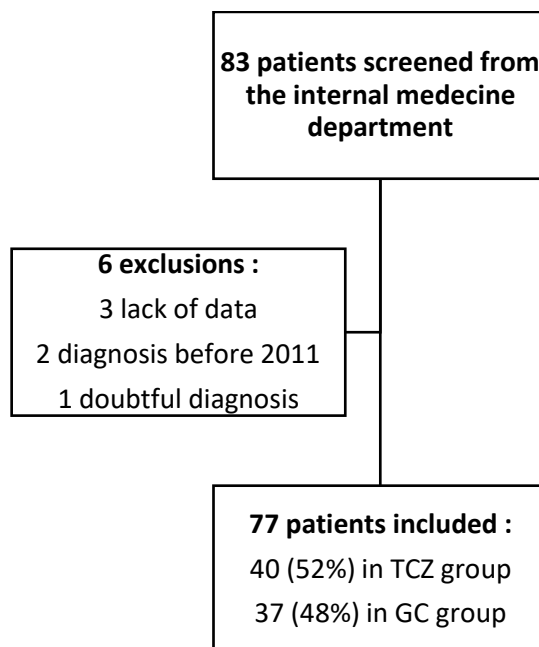 83 patients screened from
the internal medecine
department
6 exclusions :
3 lack of data
2 diagnosis before 2011
1 doubtful diagnosis
77 patients included :
40 (52%) in TCZ group
37 (48%) in GC group